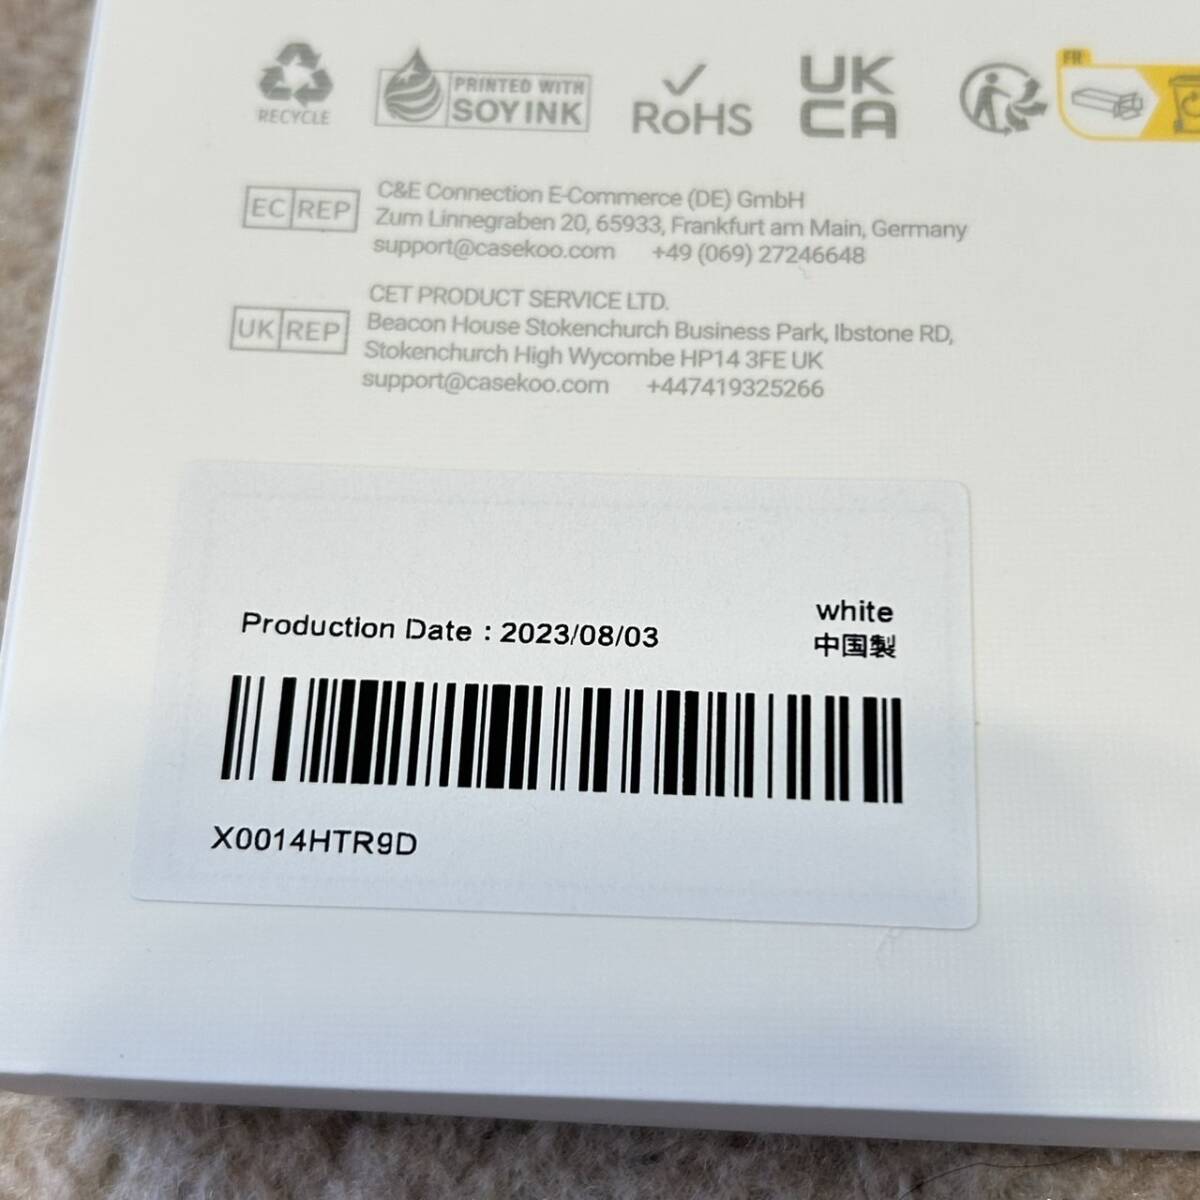 RECYCLE
PRINTED WITH
SOY INK
RoHS
UK
CA
FR
EC REP
C&E Connection E-Commerce (DE) GmbH
Zum Linnegraben 20, 65933, Frankfurt am Main, Germany
support@casekoo.com +49 (069) 27246648
UK REP
CET PRODUCT SERVICE LTD.
Beacon House Stokenchurch Business Park, Ibstone RD,
Stokenchurch High Wycombe HP14 3FE UK
support@casekoo.com +447419325266
white
Production Date : 2023/08/03
中国製
X0014HTR9D